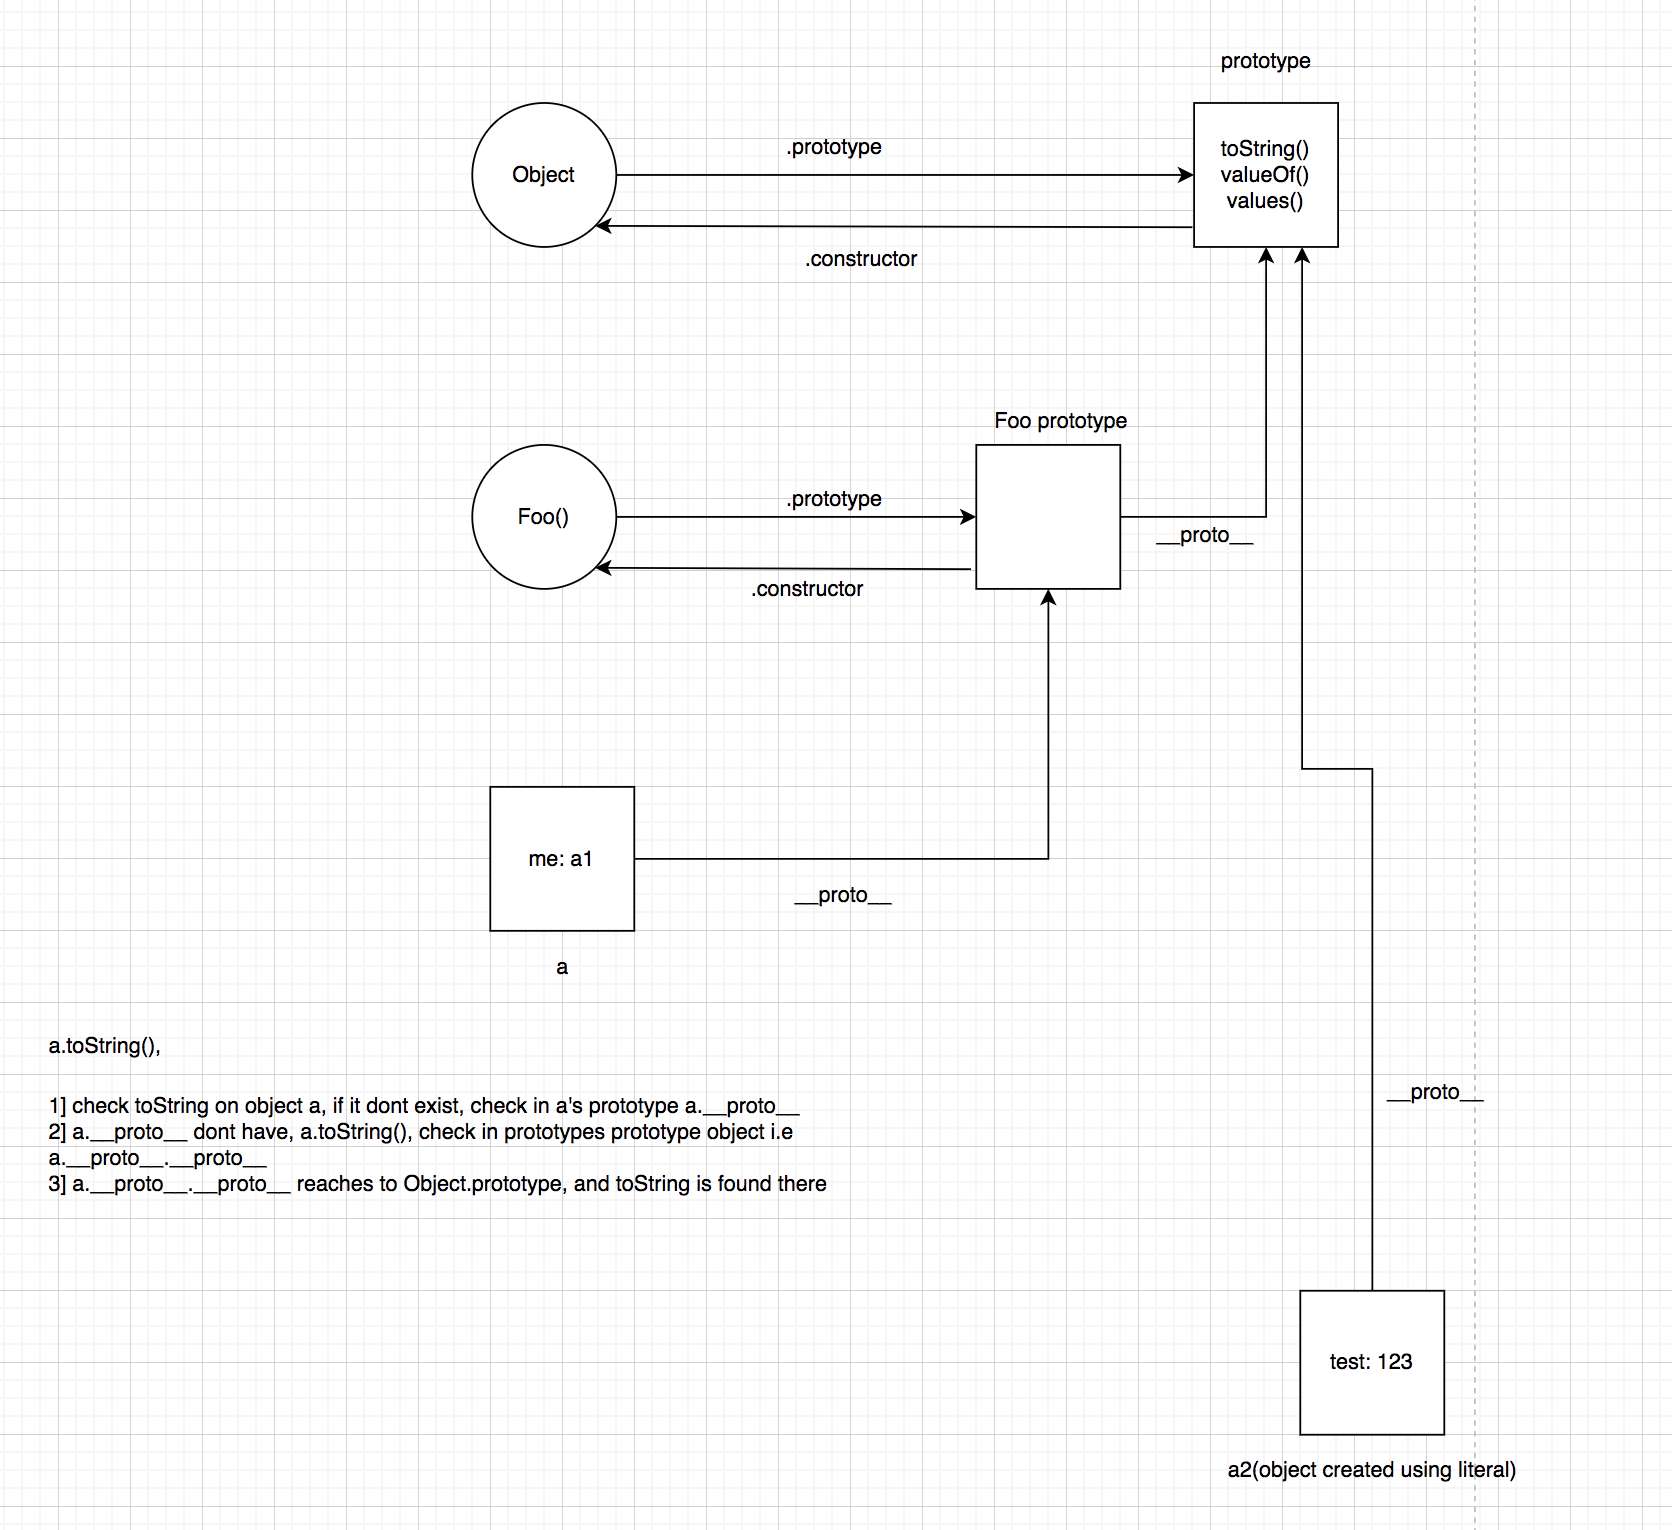 prototype
Object
.prototype
toString()
valueOf()
values()
.constructor
Foo prototype
Foo()
.prototype
__proto__
.constructor
me: a1
__proto__
a
a.toString(),
1] check toString on object a, if it dont exist, check in a's prototype a.__proto__
2] a.__proto__ dont have, a.toString(), check in prototypes prototype object i.e
a.__proto__.__proto__
3] a.__proto__.__proto__ reaches to Object.prototype, and toString is found there
__proto__
test: 123
a2(object created using literal)